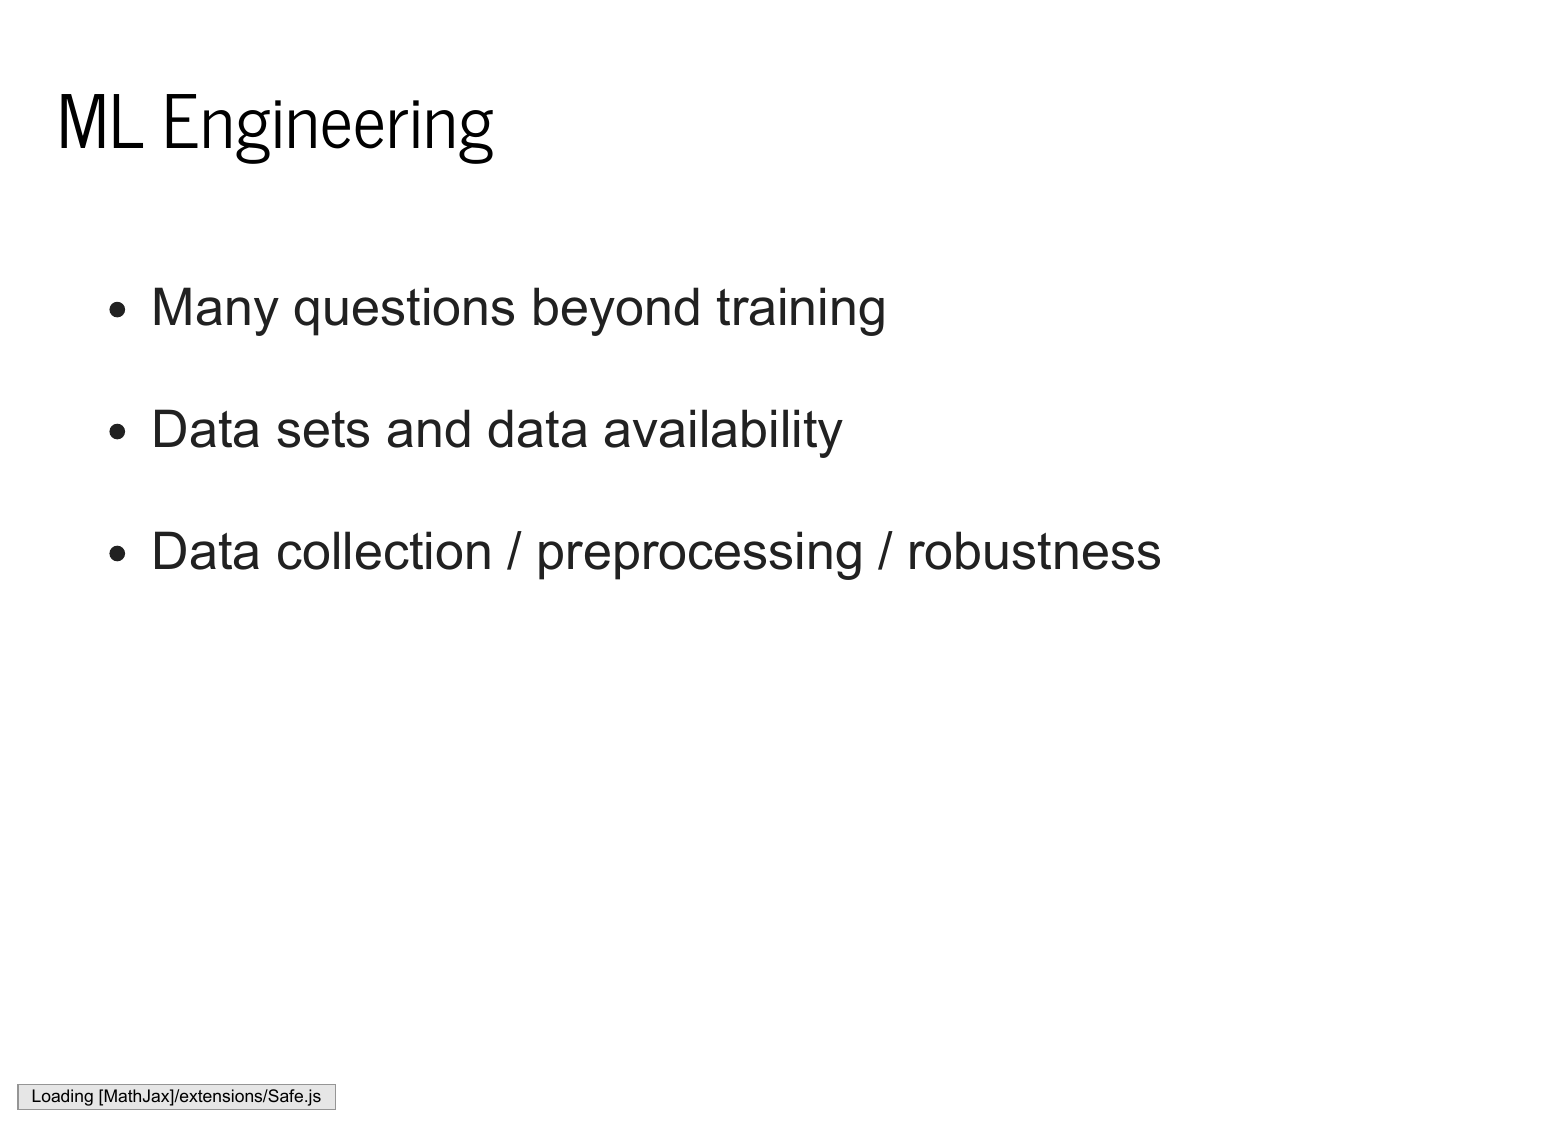 ML Engineering
• Many questions beyond training
• Data sets and data availability
• Data collection / preprocessing / robustness
Loading [MathJax]/extensions/Safe.js